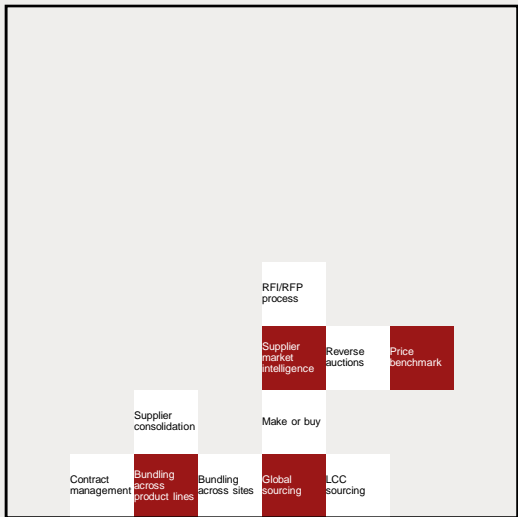 RFI/RFP
process
Supplier
market
intelligence
Reverse
auctions
Price
benchmark
Supplier
consolidation
Make or buy
Contract
management
Bundling
across
product lines
Bundling
across sites
Global
sourcing
LCC
sourcing